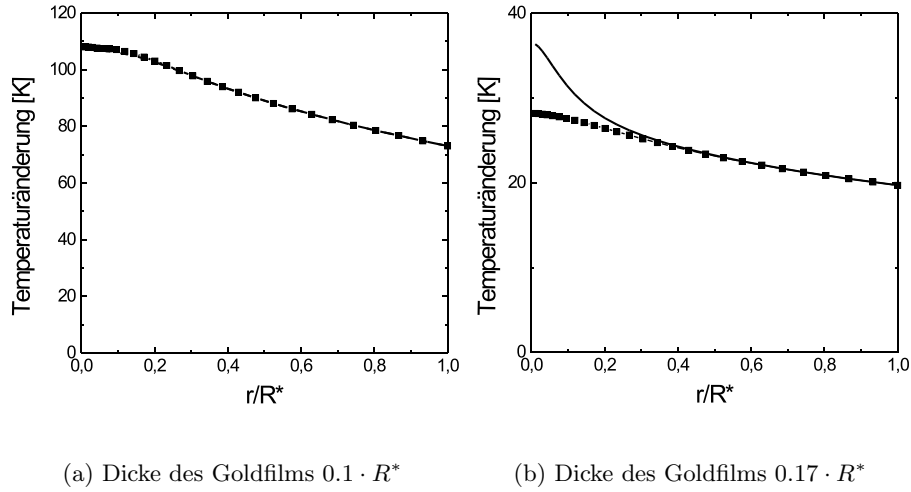 Temperaturänderung [K]
120
100
80
60
40
20
0
0,0 0,2 0,4 0,6 0,8 1,0
r/R*
(a) Dicke des Goldfilms 0.1 · R*
Temperaturänderung [K]
40
20
0
0,0 0,2 0,4 0,6 0,8 1,0
r/R*
(b) Dicke des Goldfilms 0.17 · R*